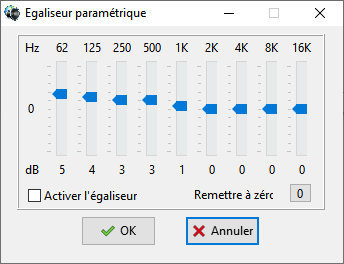 Egaliseur paramétrique
Hz 62 125 250 500 1K 2K 4K 8K 16K
0
dB 5 4 3 3 1 0 0 0 0
Activer l'égaliseur Remettre à zérc 0
OK Annuler